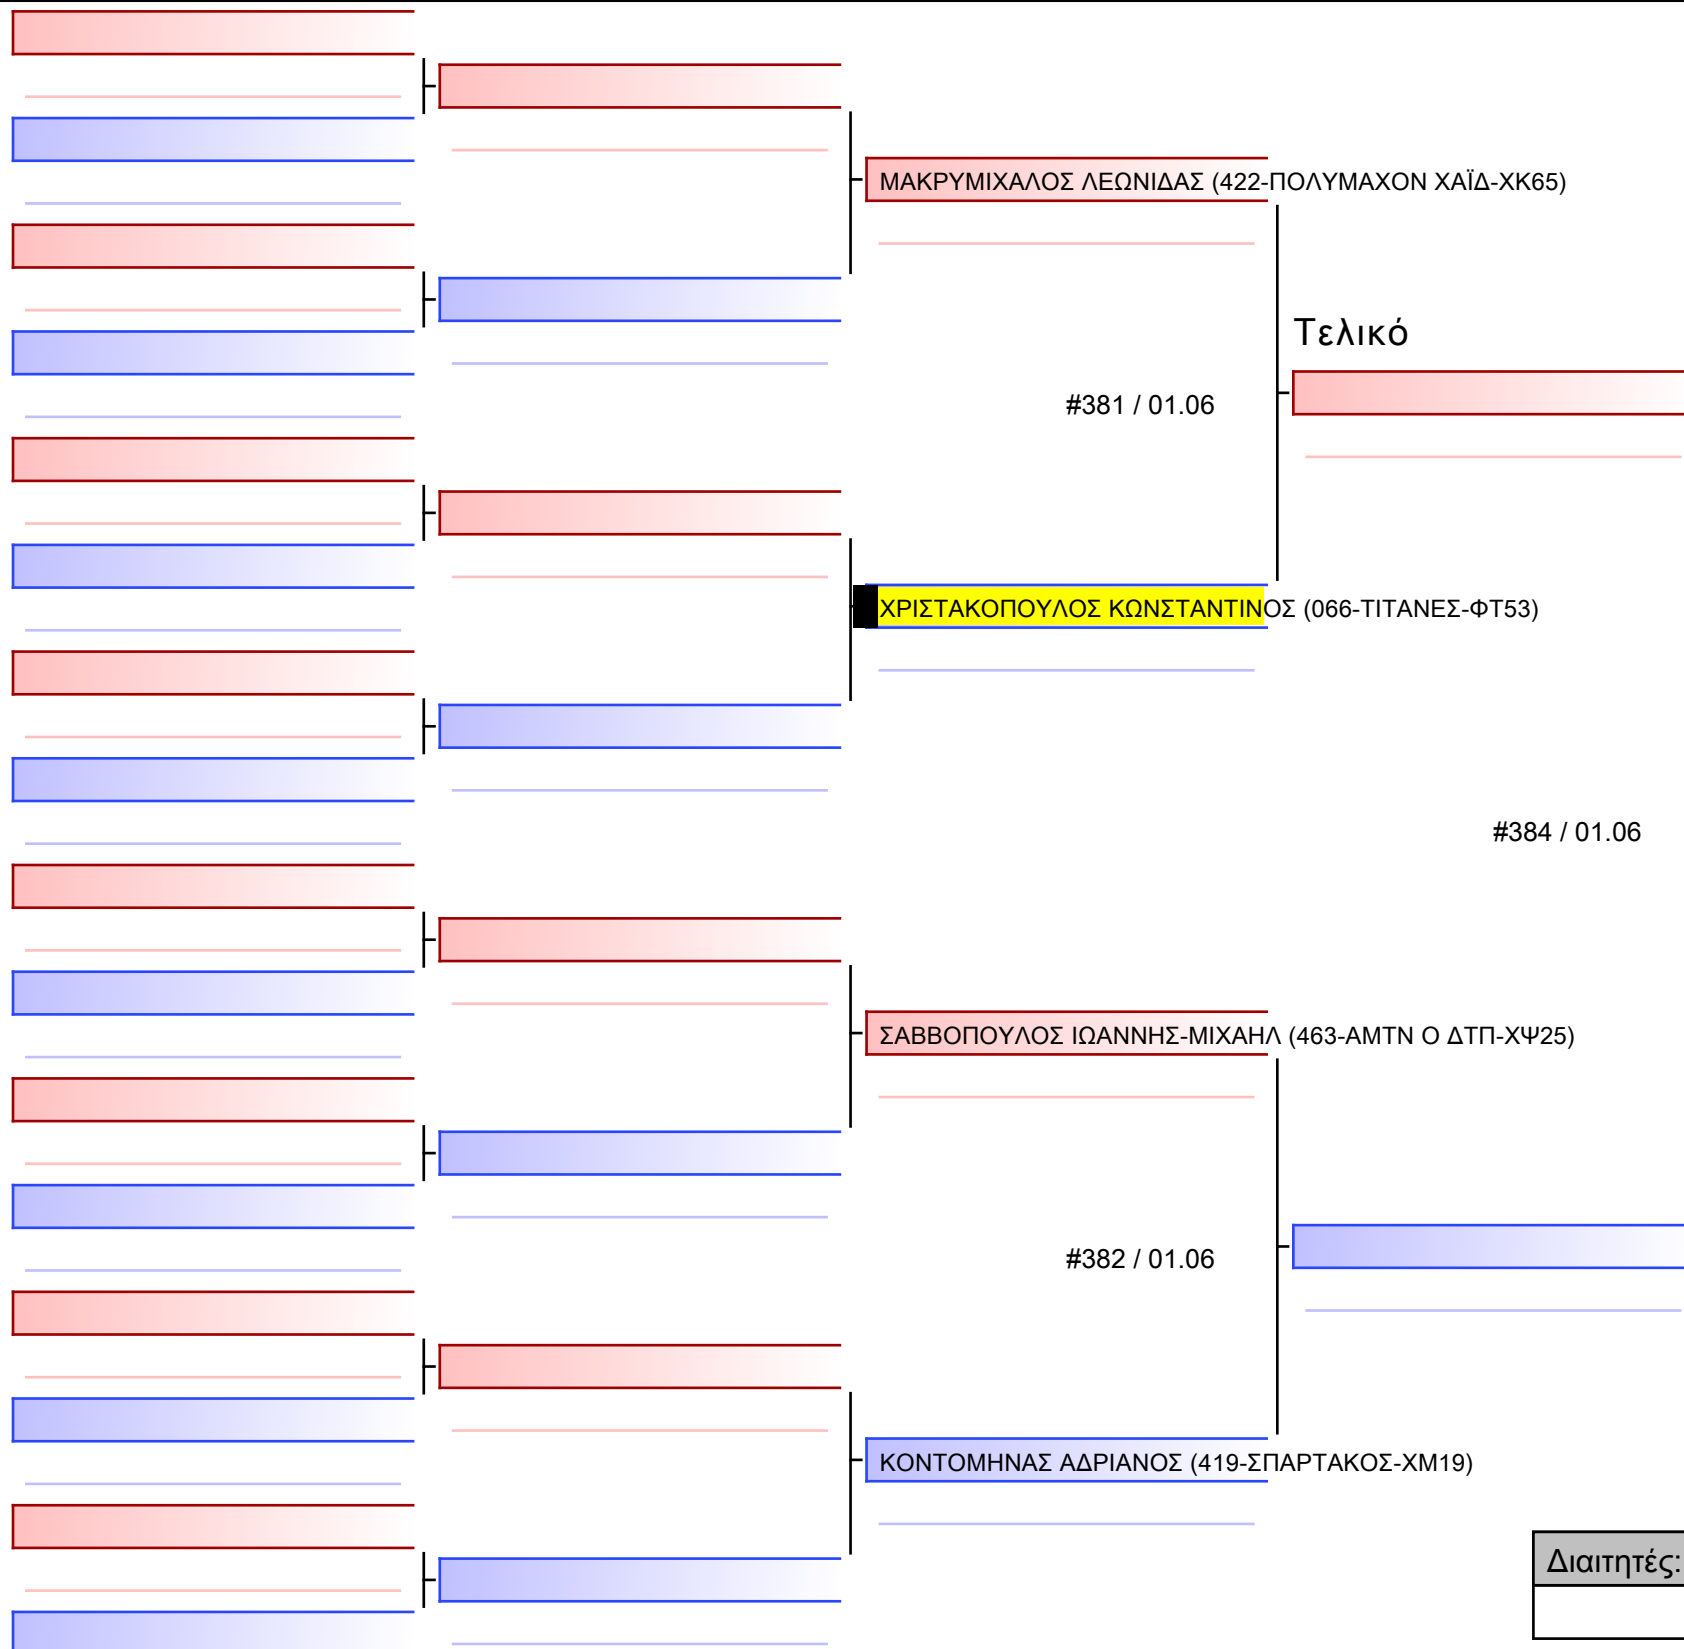 ΜΑΚΡΥΜΙΧΑΛΟΣ ΛΕΩΝΙΔΑΣ (422-ΠΟΛΥΜΑΧΟΝ ΧΑΪΔ-ΧΚ65)
Τελικό
#381 / 01.06
ΧΡΙΣΤΑΚΟΠΟΥΛΟΣ ΚΩΝΣΤΑΝΤΙΝΟΣ (066-ΤΙΤΑΝΕΣ-ΦΤ53)
#384 / 01.06
ΣΑΒΒΟΠΟΥΛΟΣ ΙΩΑΝΝΗΣ-ΜΙΧΑΗΛ (463-ΑΜΤΝ Ο ΔΤΠ-ΧΨ25)
#382 / 01.06
ΚΟΝΤΟΜΗΝΑΣ ΑΔΡΙΑΝΟΣ (419-ΣΠΑΡΤΑΚΟΣ-ΧΜ19)
Διαιτητές: